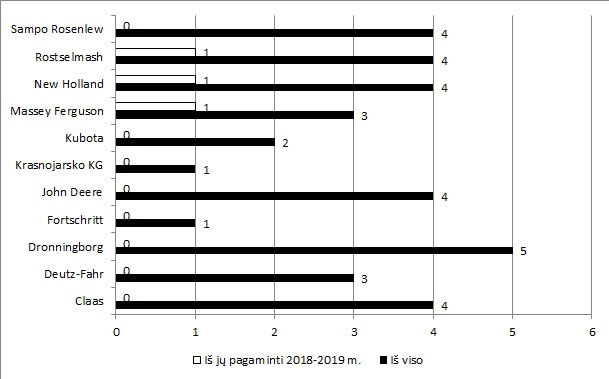 Sampo Rosenlew 0 4
Rostselmash 1 4
New Holland 1 4
Massey Ferguson 1 3
Kubota 0 2
Krasnojarsko KG 0 1
John Deere 0 4
Fortschritt 0 1
Dronningborg 0 5
Deutz-Fahr 0 3
Claas 0 4
0 1 2 3 4 5 6
Iš jų pagaminti 2018-2019 m. Iš viso